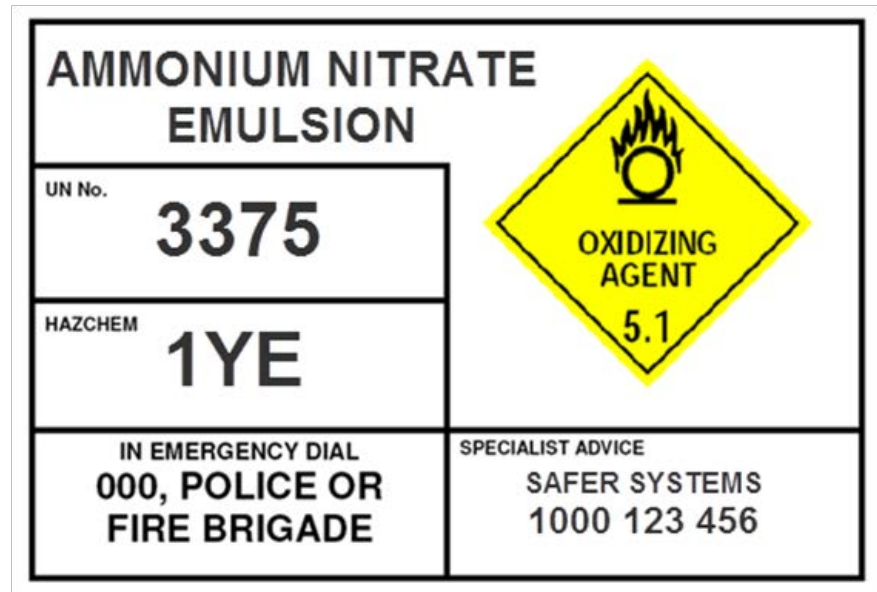 AMMONIUM NITRATE
EMULSION
UN No.
3375
HAZCHEM
1YE
OXIDIZING
AGENT
5.1
IN EMERGENCY DIAL
000, POLICE OR
FIRE BRIGADE
SPECIALIST ADVICE
SAFER SYSTEMS
1000 123 456